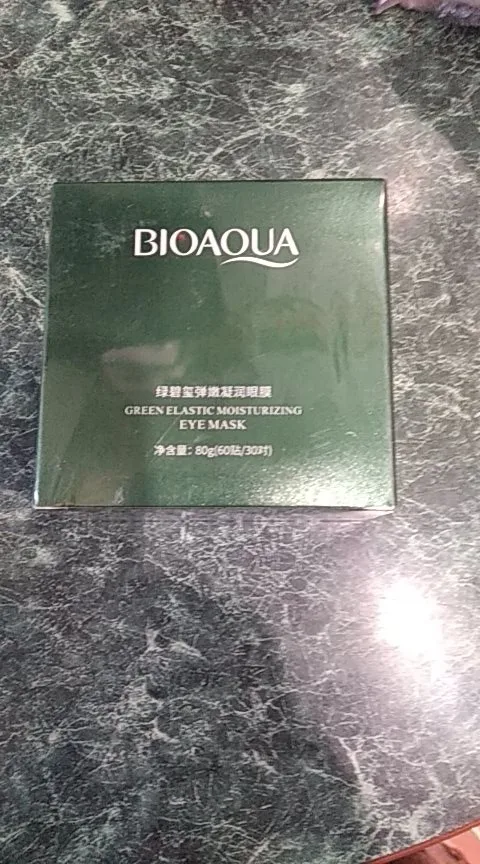 BIOAQUA
绿碧玺弹嫩凝润眼膜
GREEN ELASTIC MOISTURIZING
EYE MASK
净含量：80g(60贴/30对)